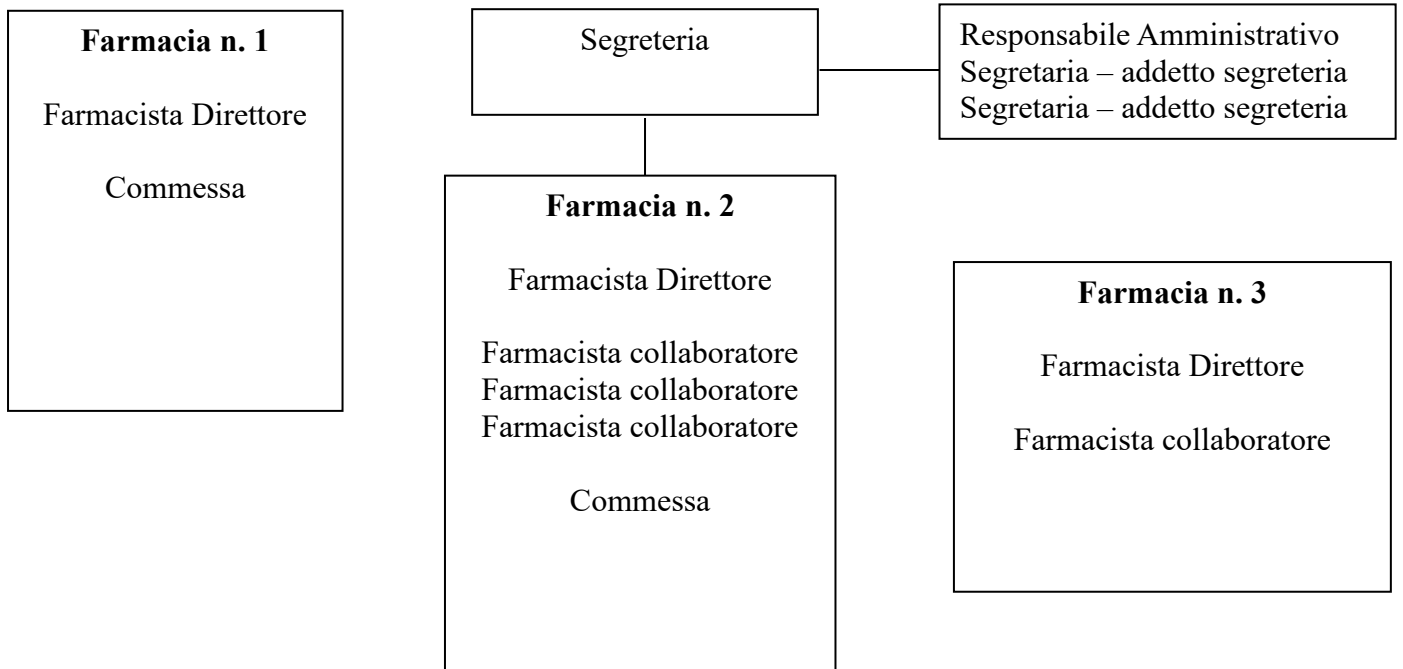 Farmacia n. 1
Farmacista Direttore
Commessa
Segreteria
Responsabile Amministrativo
Segretaria – addetto segreteria
Segretaria – addetto segreteria
Farmacia n. 2
Farmacista Direttore
Farmacista collaboratore
Farmacista collaboratore
Farmacista collaboratore
Commessa
Farmacia n. 3
Farmacista Direttore
Farmacista collaboratore